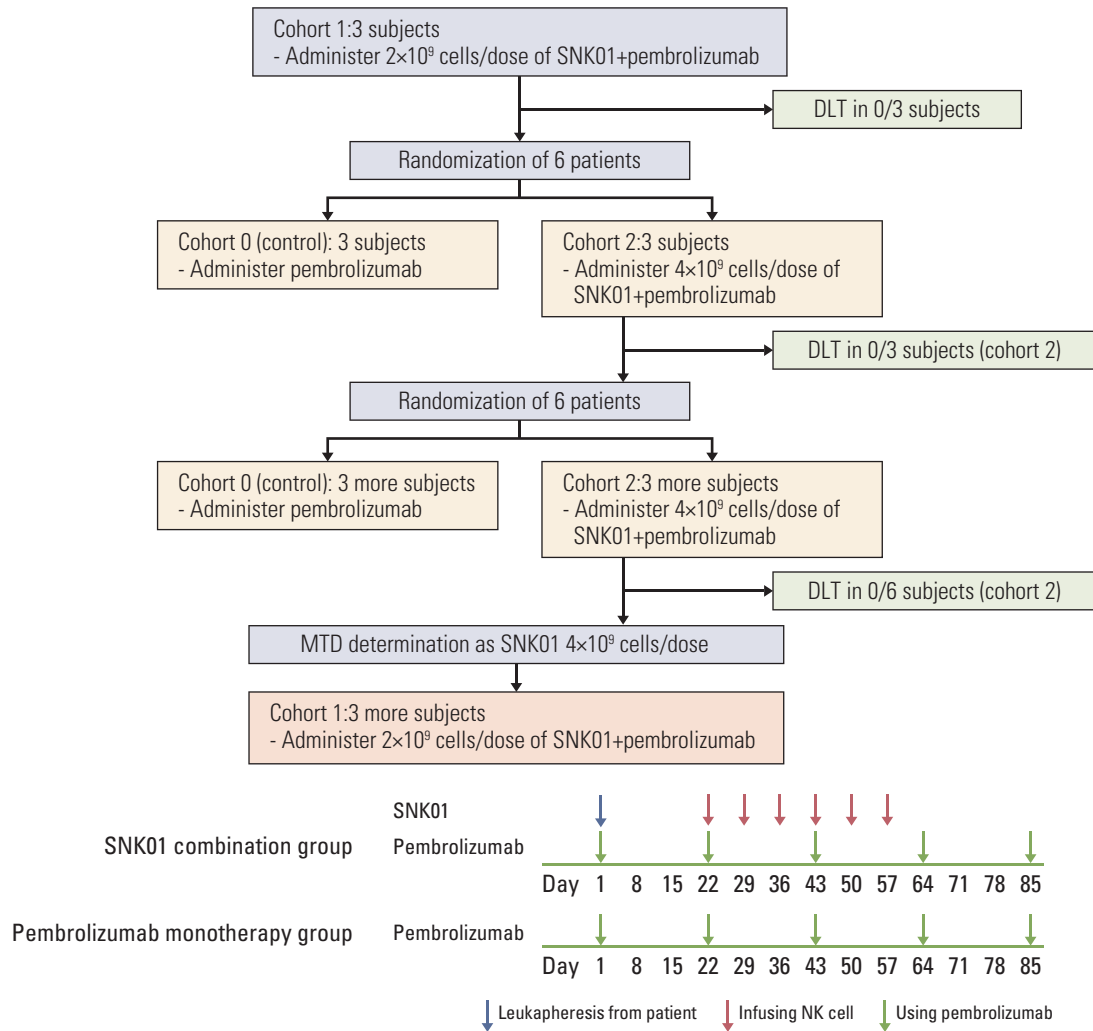 Cohort 1:3 subjects
- Administer 2×10⁹ cells/dose of SNK01+pembrolizumab
DLT in 0/3 subjects
Randomization of 6 patients
Cohort 0 (control): 3 subjects
- Administer pembrolizumab
Cohort 2:3 subjects
- Administer 4×10⁹ cells/dose of
SNK01+pembrolizumab
DLT in 0/3 subjects (cohort 2)
Randomization of 6 patients
Cohort 0 (control): 3 more subjects
- Administer pembrolizumab
Cohort 2:3 more subjects
- Administer 4×10⁹ cells/dose of
SNK01+pembrolizumab
DLT in 0/6 subjects (cohort 2)
MTD determination as SNK01 4×10⁹ cells/dose
Cohort 1:3 more subjects
- Administer 2×10⁹ cells/dose of SNK01+pembrolizumab
SNK01
SNK01 combination group Pembrolizumab
Day 1 8 15 22 29 36 43 50 57 64 71 78 85
Pembrolizumab monotherapy group Pembrolizumab
Day 1 8 15 22 29 36 43 50 57 64 71 78 85
Leukapheresis from patient Infusing NK cell Using pembrolizumab